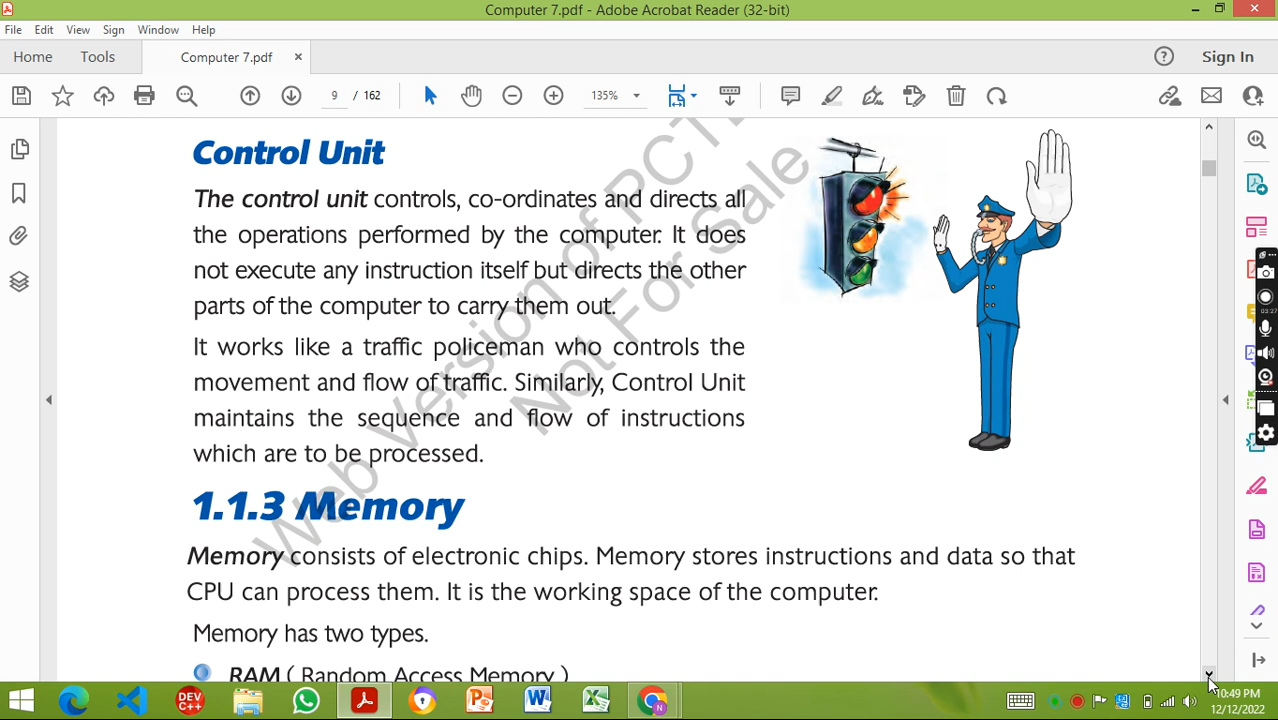 Computer 7.pdf - Adobe Acrobat Reader (32-bit)
File Edit View Sign Window Help
Home Tools Computer 7.pdf × Sign In
9 / 162 135%
Control Unit
The control unit controls, co-ordinates and directs all
the operations performed by the computer. It does
not execute any instruction itself but directs the other
parts of the computer to carry them out.
It works like a traffic policeman who controls the
movement and flow of traffic. Similarly, Control Unit
maintains the sequence and flow of instructions
which are to be processed.
Web Version of PCT
Not For Sale
1.1.3 Memory
Memory consists of electronic chips. Memory stores instructions and data so that
CPU can process them. It is the working space of the computer.
Memory has two types.
RAM ( Random Access Memory )
03:27
DEV C++
10:49 PM
12/12/2022